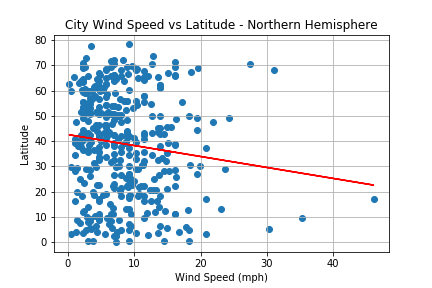 City Wind Speed vs Latitude - Northern Hemisphere
80
70
60
50
40
30
20
10
0
Latitude
0 10 20 30 40
Wind Speed (mph)